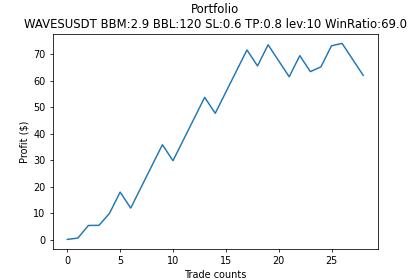 Portfolio
WAVESUSDT BBM:2.9 BBL:120 SL:0.6 TP:0.8 lev:10 WinRatio:69.0
70
60
50
40
30
20
10
0
Profit ($)
0 5 10 15 20 25
Trade counts